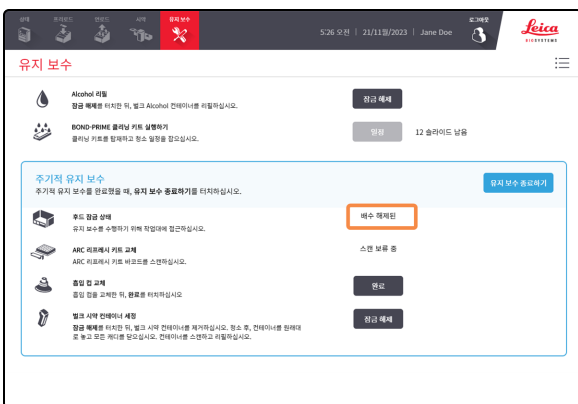 상태
프리로드
언로드
시약
유지 보수
5:26 오전 | 21/11월/2023 | Jane Doe
로그아웃
Leica
BIOSYSTEMS
유지 보수
Alcohol 리필
잠금 해제를 터치한 뒤, 벌크 Alcohol 컨테이너를 리필하십시오.
잠금 해제
BOND-PRIME 클리닝 키트 실행하기
클리닝 키트를 탑재하고 청소 일정을 잡으십시오.
일정
12 슬라이드 남음
주기적 유지 보수
주기적 유지 보수를 완료했을 때, 유지 보수 종료하기를 터치하십시오.
유지 보수 종료하기
후드 잠금 상태
유지 보수를 수행하기 위해 작업대에 접근하십시오.
배수 해제된
ARC 리프레시 키트 교체
ARC 리프레시 키트 바코드를 스캔하십시오.
스캔 보류 중
흡입 컵 교체
흡입 컵을 교체한 뒤, 완료를 터치하십시오
완료
벌크 시약 컨테이너 세정
잠금 해제를 터치한 뒤, 벌크 시약 컨테이너를 제거하십시오. 청소 후, 컨테이너를 원래대
로 놓고 모든 캐디를 닫으십시오. 컨테이너를 스캔하고 리필하십시오.
잠금 해제